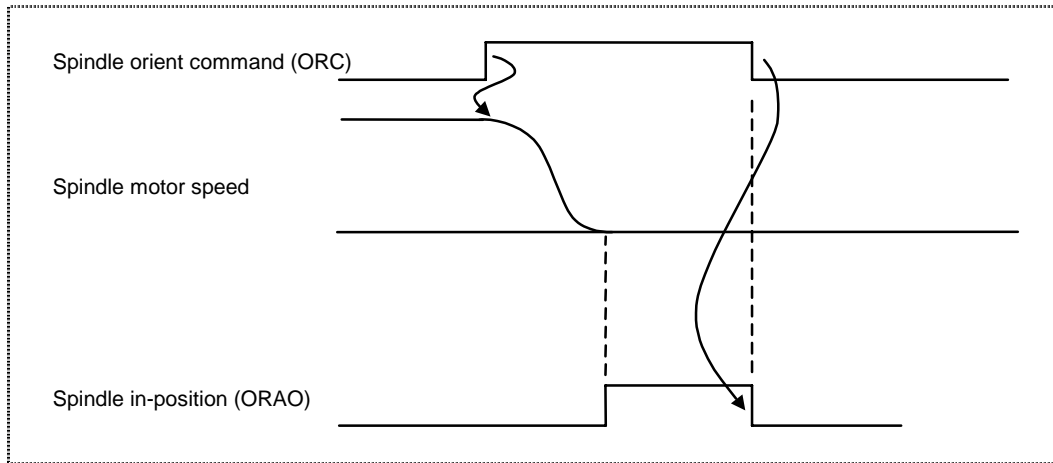 Spindle orient command (ORC)
Spindle motor speed
Spindle in-position (ORAO)